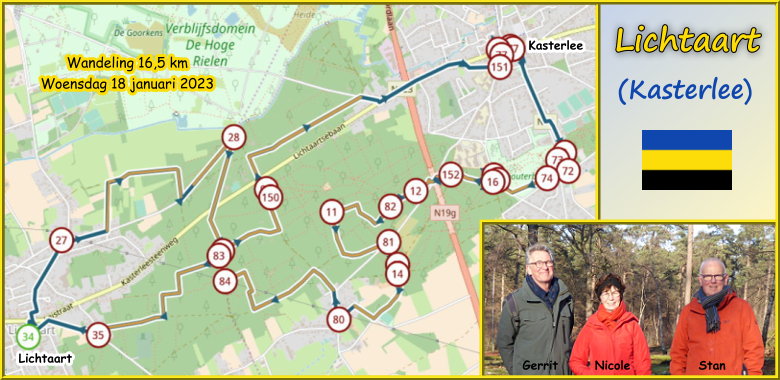 Verblijfsdomein
De Hoge
Rielen
De Goorkens
Heide
Wandeling 16,5 km
Woensdag 18 januari 2023
Kasterlee
151
Lichtaart
(Kasterlee)
28
Lichtaartsebaan
152
150
11
82
12
16
74
72
N19g
27
Kasterleesteenweg
83
84
81
14
80
34
35
Lichtaart
Gerrit
Nicole
Stan